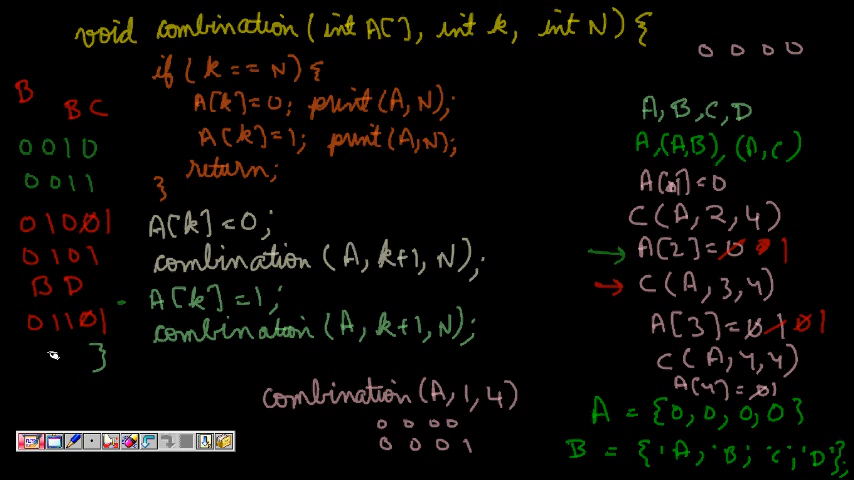 void combination ( int A[], int k, int N) {
if ( k == N) {
A[k]=0; print (A, N);
A[k]=1; print (A,N);
return;
}
A[k]=0;
combination (A, k+1, N);
A[k]=1;
combination (A, k+1, N);
}
B
B C
0 0 1 0
0 0 1 1
0 1 0 0 1
0 1 0 1
B D
0 1 1 0 1
combination (A, 1, 4)
0 0 0 0
0 0 0 1
0 0 0 0
A, B, C, D
A, (A,B), (A, C)
C(A, 2, 4)
A[2]=0 1
C(A, 3, 4)
A[3]=0 1 0 1
C(A, 4, 4)
A[4]=01
A = {0, 0, 0, 0}
B = {'A, 'B; 'C; 'D'};